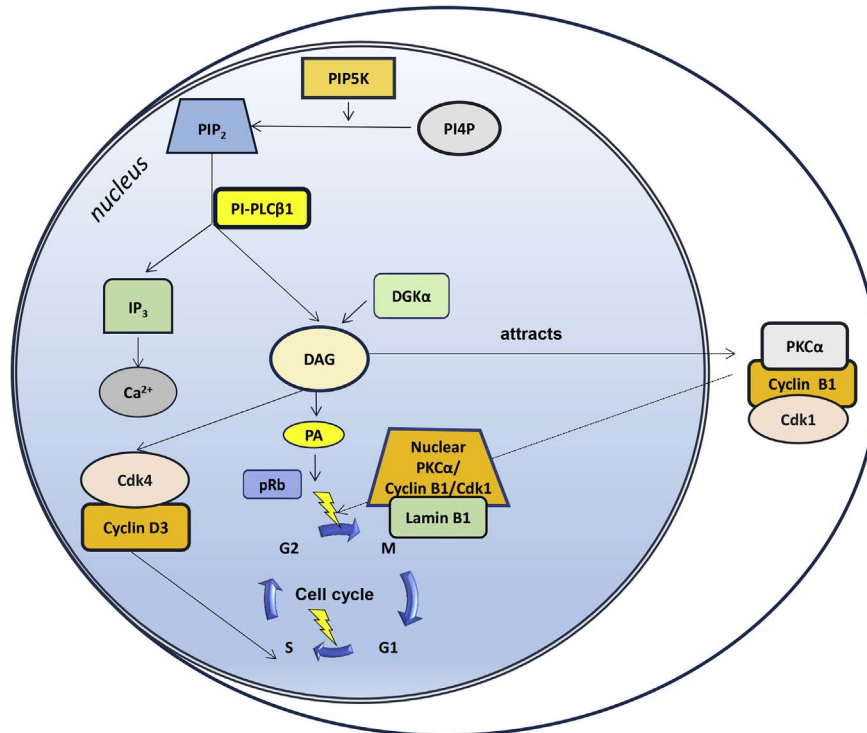 PIP5K
PIP₂
PI4P
nucleus
PI-PLCβ1
IP₃
DGKα
attracts
DAG
PKCα
Cyclin B1
Cdk1
Ca²⁺
PA
Nuclear
PKCα/
Cyclin B1/Cdk1
Cdk4
pRb
Lamin B1
Cyclin D3
G2
M
Cell cycle
S
G1